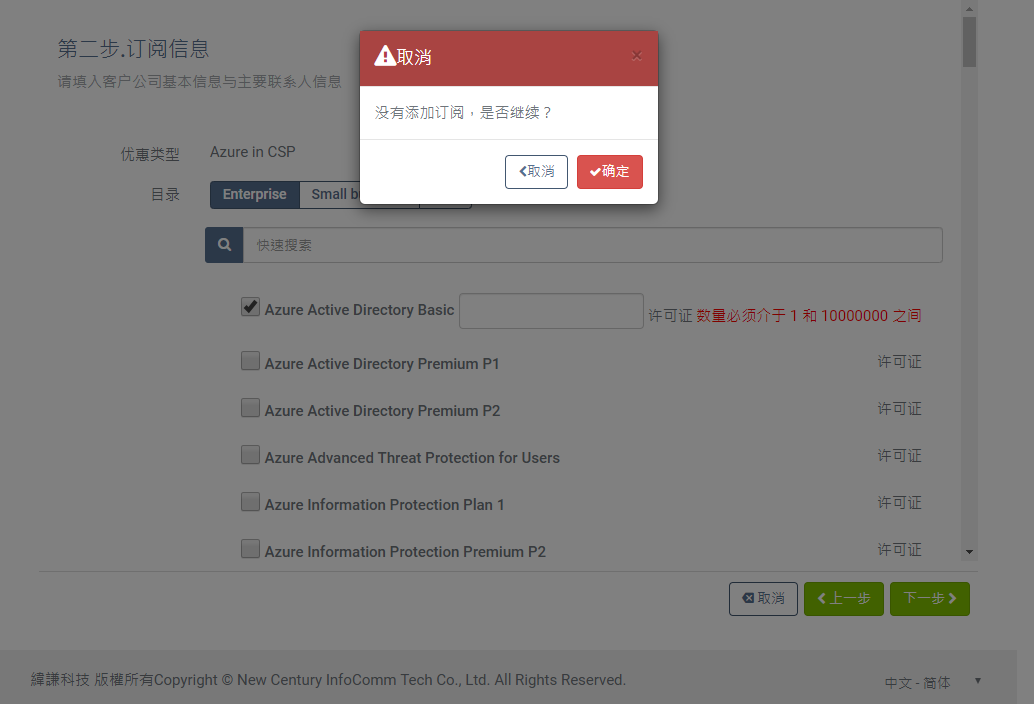 取消
×
没有添加订阅，是否继续？
取消
确定
第二步.订阅信息
请填入客户公司基本信息与主要联系人信息
优惠类型 Azure in CSP
目录 Enterprise Small b
快速搜索
Azure Active Directory Basic 许可证 数量必须介于 1 和 10000000 之间
Azure Active Directory Premium P1 许可证
Azure Active Directory Premium P2 许可证
Azure Advanced Threat Protection for Users 许可证
Azure Information Protection Plan 1 许可证
Azure Information Protection Premium P2 许可证
取消 上一步 下一步
緯謙科技 版權所有Copyright © New Century InfoComm Tech Co., Ltd. All Rights Reserved. 中文 - 简体